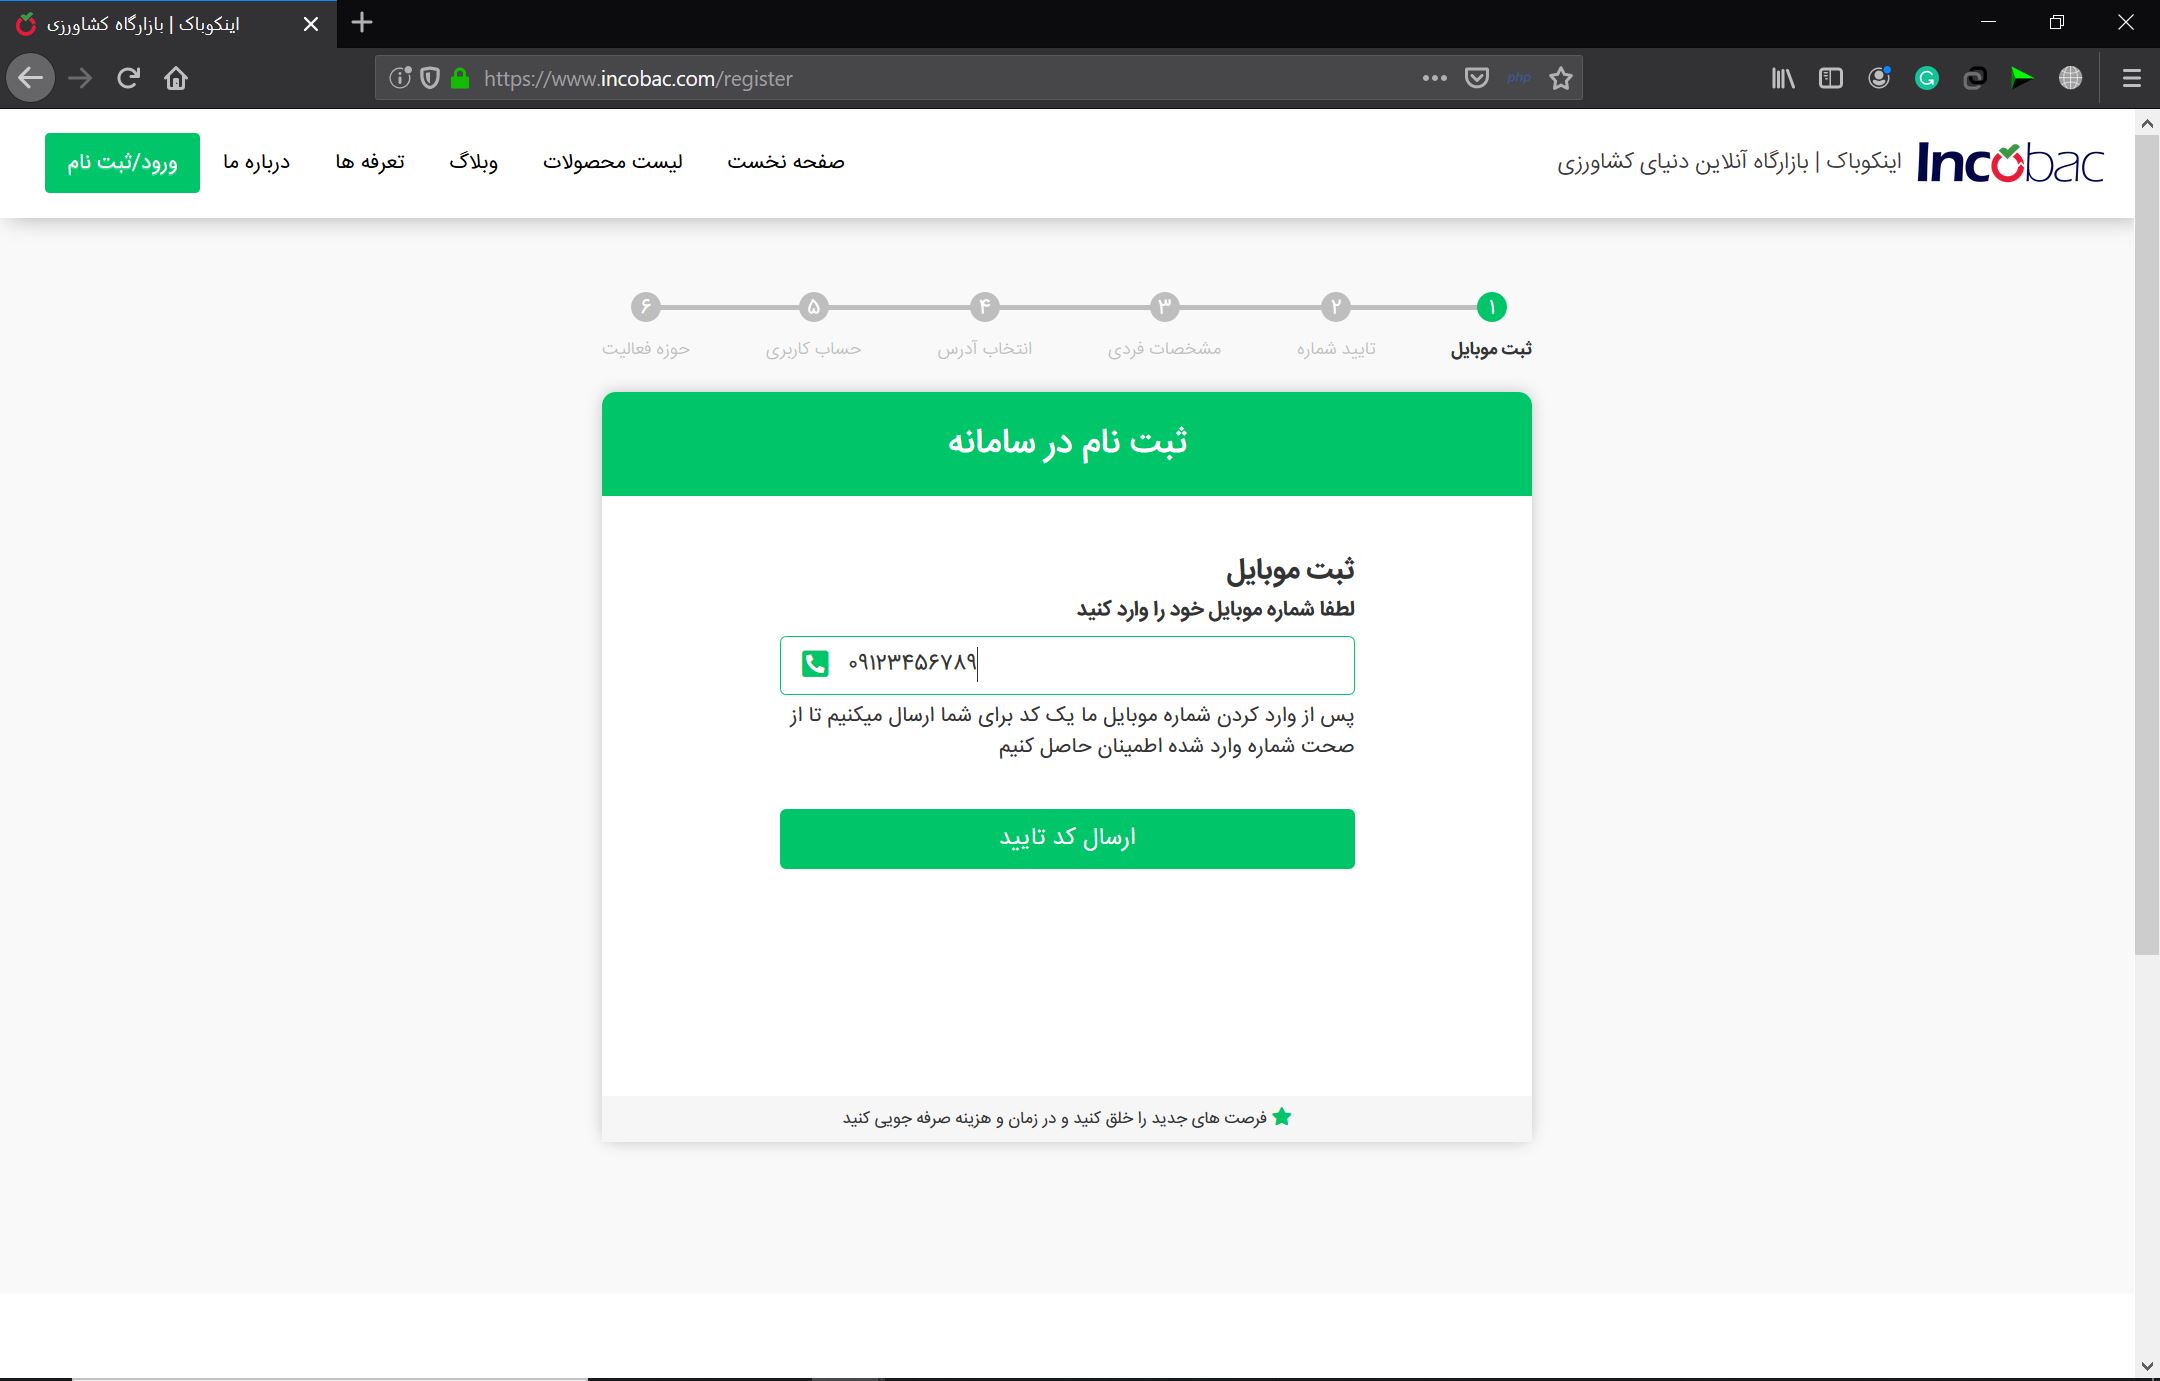 اینکوباک | بازارگاه کشاورزی
https://www.incobac.com/register
php
Incobac
اینکوباک | بازارگاه آنلاین دنیای کشاورزی
صفحه نخست
لیست محصولات
وبلاگ
تعرفه ها
درباره ما
ورود/ثبت نام
۱ ۲ ۳ ۴ ۵ ۶
ثبت موبایل
تایید شماره
مشخصات فردی
انتخاب آدرس
حساب کاربری
حوزه فعالیت
ثبت نام در سامانه
ثبت موبایل
لطفا شماره موبایل خود را وارد کنید
۰۹۱۲۳۴۵۶۷۸۹
پس از وارد کردن شماره موبایل ما یک کد برای شما ارسال میکنیم تا از
صحت شماره وارد شده اطمینان حاصل کنیم
ارسال کد تایید
فرصت های جدید را خلق کنید و در زمان و هزینه صرفه جویی کنید